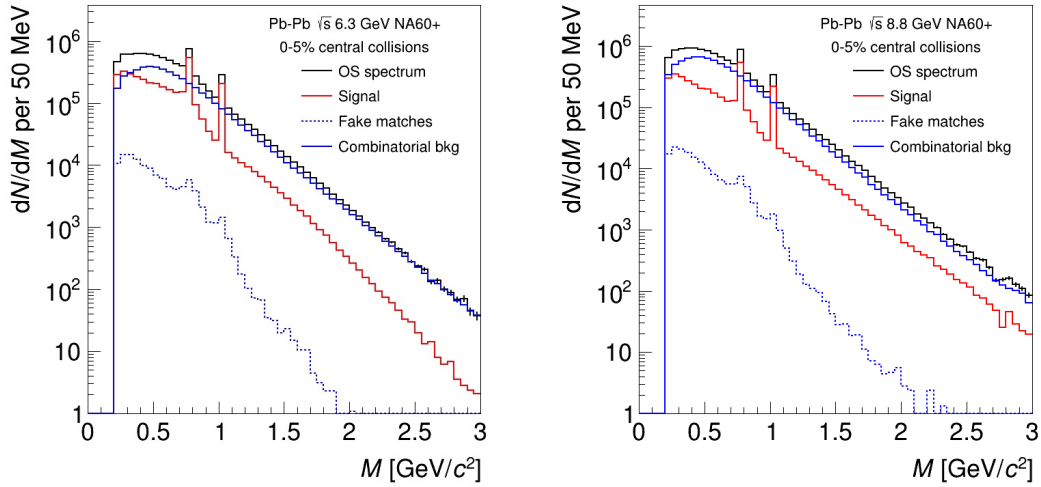 Pb-Pb √s 6.3 GeV NA60+
0-5% central collisions
OS spectrum
Signal
Fake matches
Combinatorial bkg
dN/dM per 50 MeV
10⁶
10⁵
10⁴
10³
10²
10
1
0 0.5 1 1.5 2 2.5 3
M [GeV/c²]
Pb-Pb √s 8.8 GeV NA60+
0-5% central collisions
OS spectrum
Signal
Fake matches
Combinatorial bkg
dN/dM per 50 MeV
10⁶
10⁵
10⁴
10³
10²
10
1
0 0.5 1 1.5 2 2.5 3
M [GeV/c²]